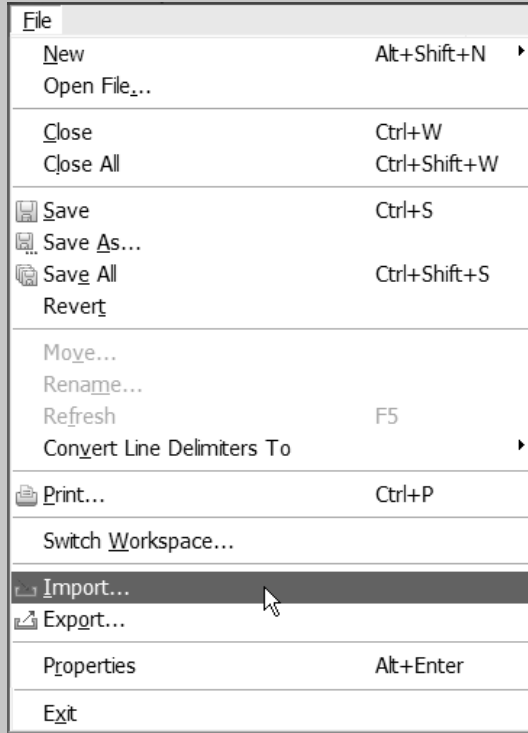 File
New Alt+Shift+N
Open File...
Close Ctrl+W
Close All Ctrl+Shift+W
Save Ctrl+S
Save As...
Save All Ctrl+Shift+S
Revert
Move...
Rename...
Refresh F5
Convert Line Delimiters To
Print... Ctrl+P
Switch Workspace...
Import...
Export...
Properties Alt+Enter
Exit